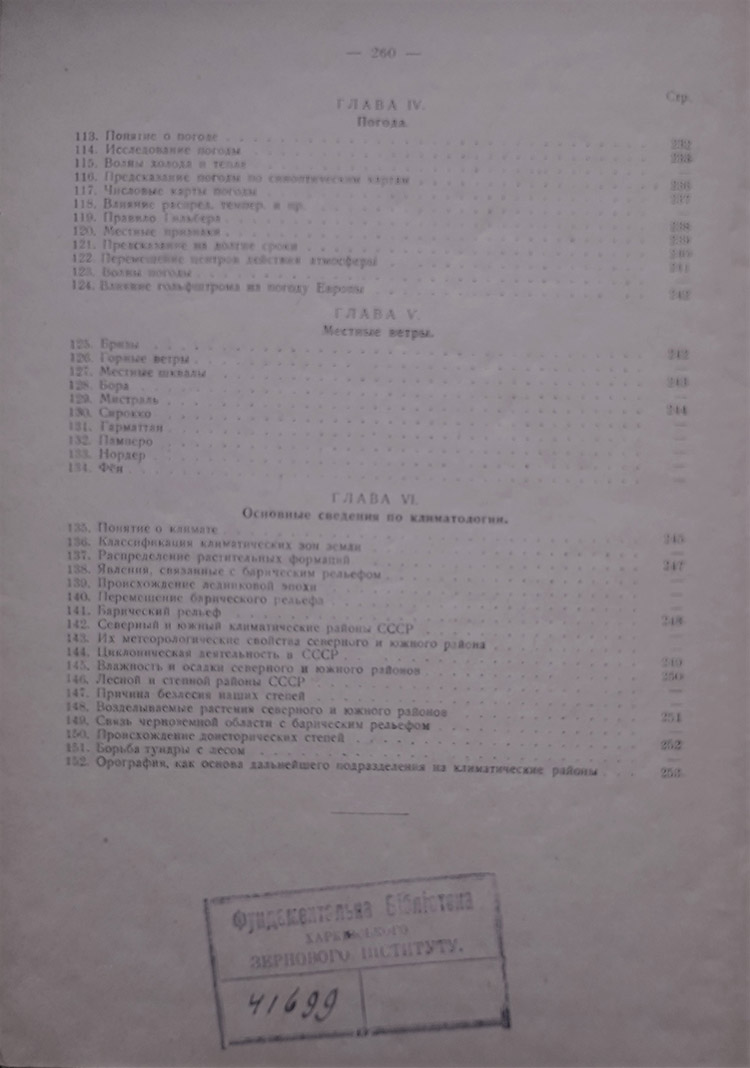 — 260 —
Стр.
ГЛАВА IV.
Погода.
113. Понятие о погоде 232
114. Исследование погоды 233
115. Волны холода и тепла —
116. Предсказание погоды по синоптическим картам 236
117. Числовые карты погоды 237
118. Влияние распред. темпер. и пр. —
119. Правило Гильбера 238
120. Местные признаки 239
121. Предсказание на долгие сроки 240
122. Перемещение центров действия атмосферы 241
123. Волны погоды —
124. Влияние гольфштрома на погоду Европы 242
ГЛАВА V.
Местные ветры.
125. Бризы 242
126. Горные ветры —
127. Местные шквалы 243
128. Бора —
129. Мистраль 244
130. Сирокко —
131. Гарматтан —
132. Памперо —
133. Нордер —
134. Фён —
ГЛАВА VI.
Основные сведения по климатологии.
135. Понятие о климате 245
136. Классификация климатических зон земли —
137. Распределение растительных формаций 247
138. Явления, связанные с барическим рельефом —
139. Происхождение ледниковой эпохи —
140. Перемещение барического рельефа —
141. Барический рельеф 248
142. Северный и южный климатические районы СССР —
143. Их метеорологические свойства северного и южного района —
144. Циклоническая деятельность в СССР 249
145. Влажность и осадки северного и южного районов 250
146. Лесной и степной районы СССР —
147. Причина безлесия наших степей —
148. Возделываемые растения северного и южного районов 251
149. Связь черноземной области с барическим рельефом —
150. Происхождение доисторических степей 252
151. Борьба тундры с лесом —
152. Орография, как основа дальнейшего подразделения на климатические районы 253
Фундаментальна Бібліотека
ХАРКІВСЬКОГО
ЗЕРНОВОГО ІНСТИТУТУ.
41699